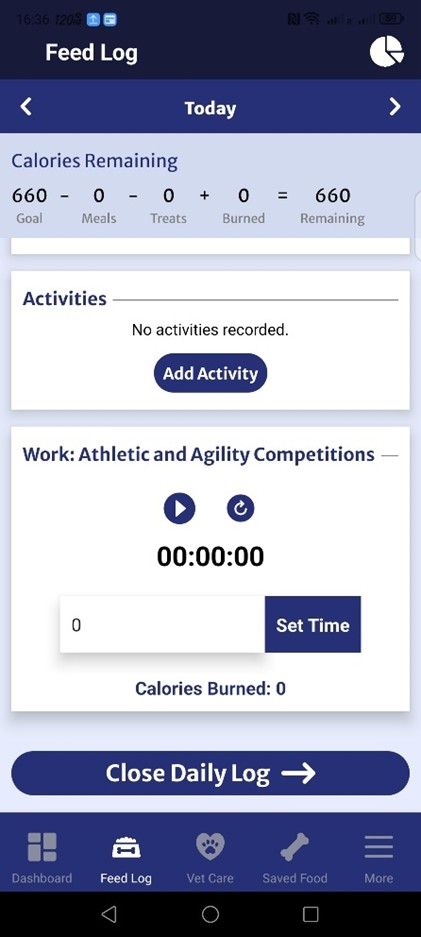 16:36
Feed Log
Today
Calories Remaining
660 - 0 - 0 + 0 = 660
Goal Meals Treats Burned Remaining
Activities
No activities recorded.
Add Activity
Work: Athletic and Agility Competitions
00:00:00
0 Set Time
Calories Burned: 0
Close Daily Log
Dashboard Feed Log Vet Care Saved Food More